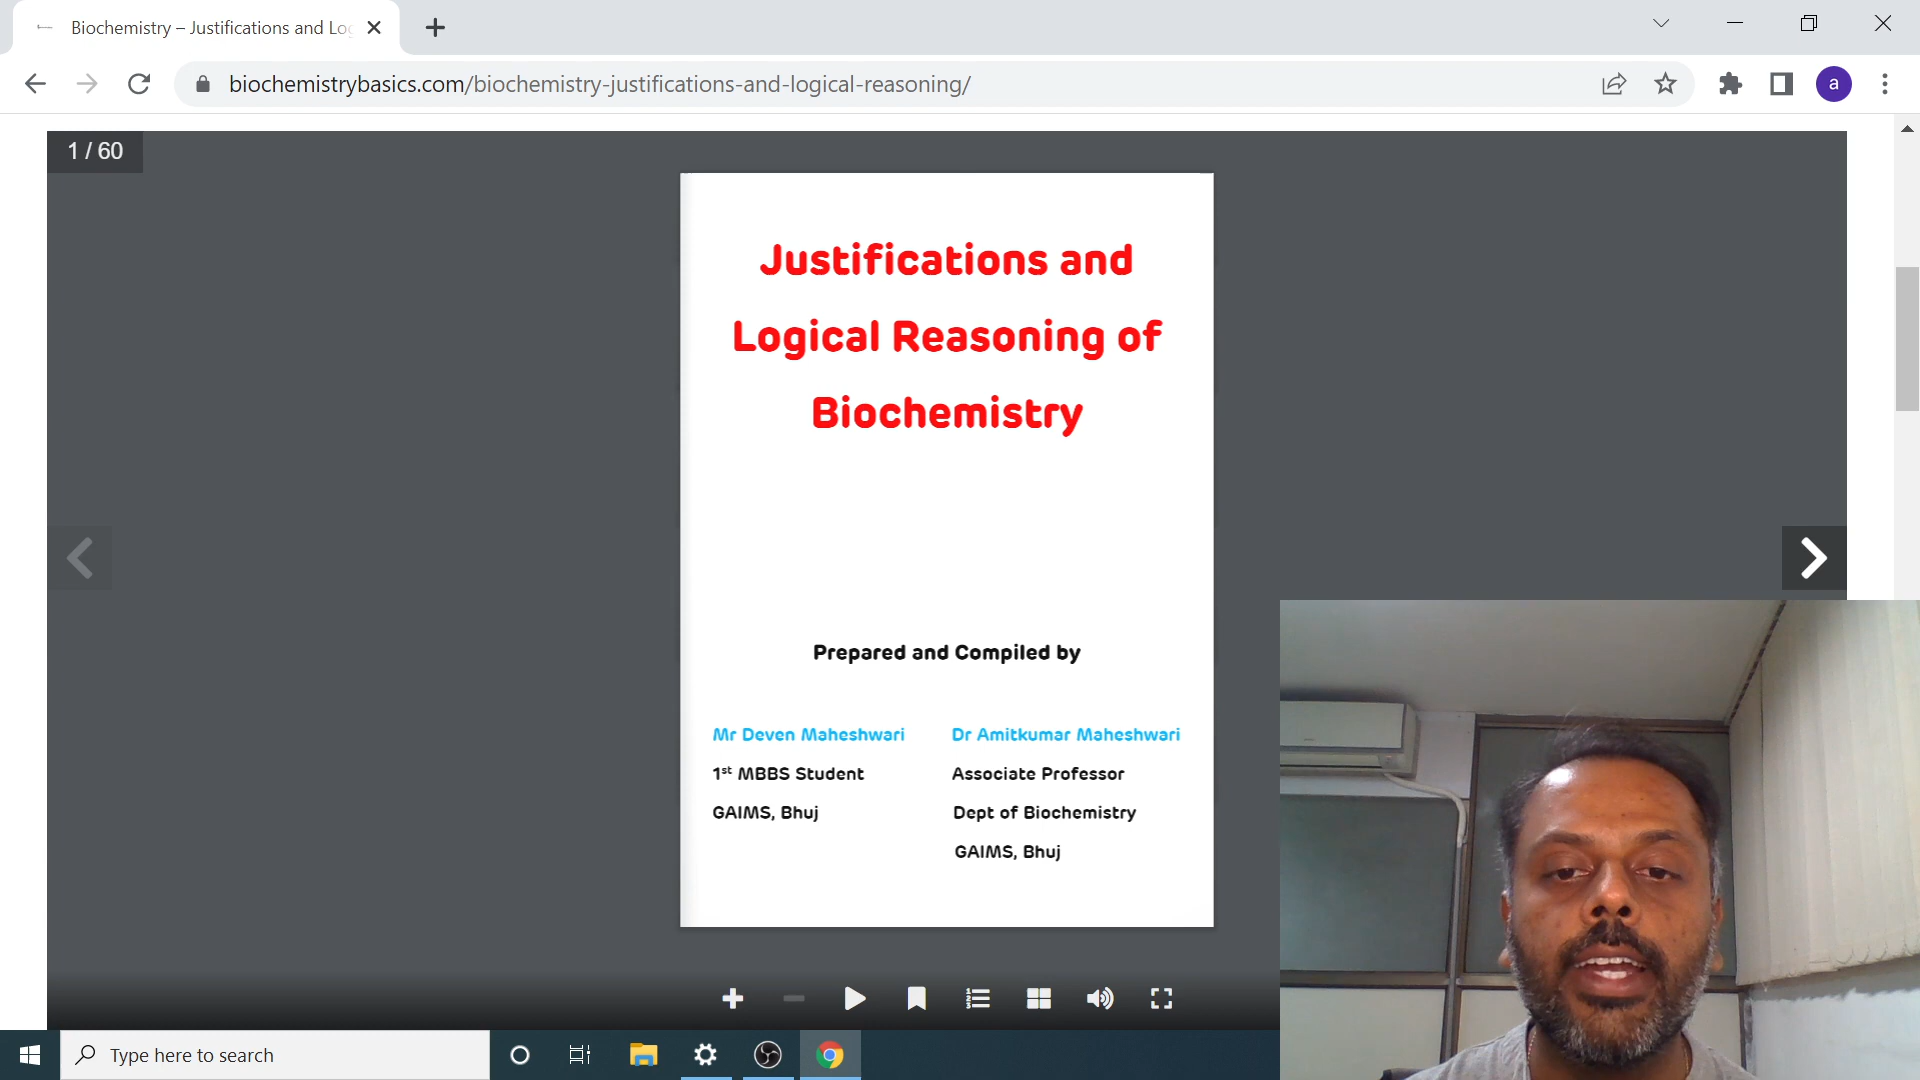 Biochemistry – Justifications and Lo
biochemistrybasics.com/biochemistry-justifications-and-logical-reasoning/
a
1 / 60
Justifications and
Logical Reasoning of
Biochemistry
Prepared and Compiled by
Mr Deven Maheshwari
1st MBBS Student
GAIMS, Bhuj
Dr Amitkumar Maheshwari
Associate Professor
Dept of Biochemistry
GAIMS, Bhuj
Type here to search